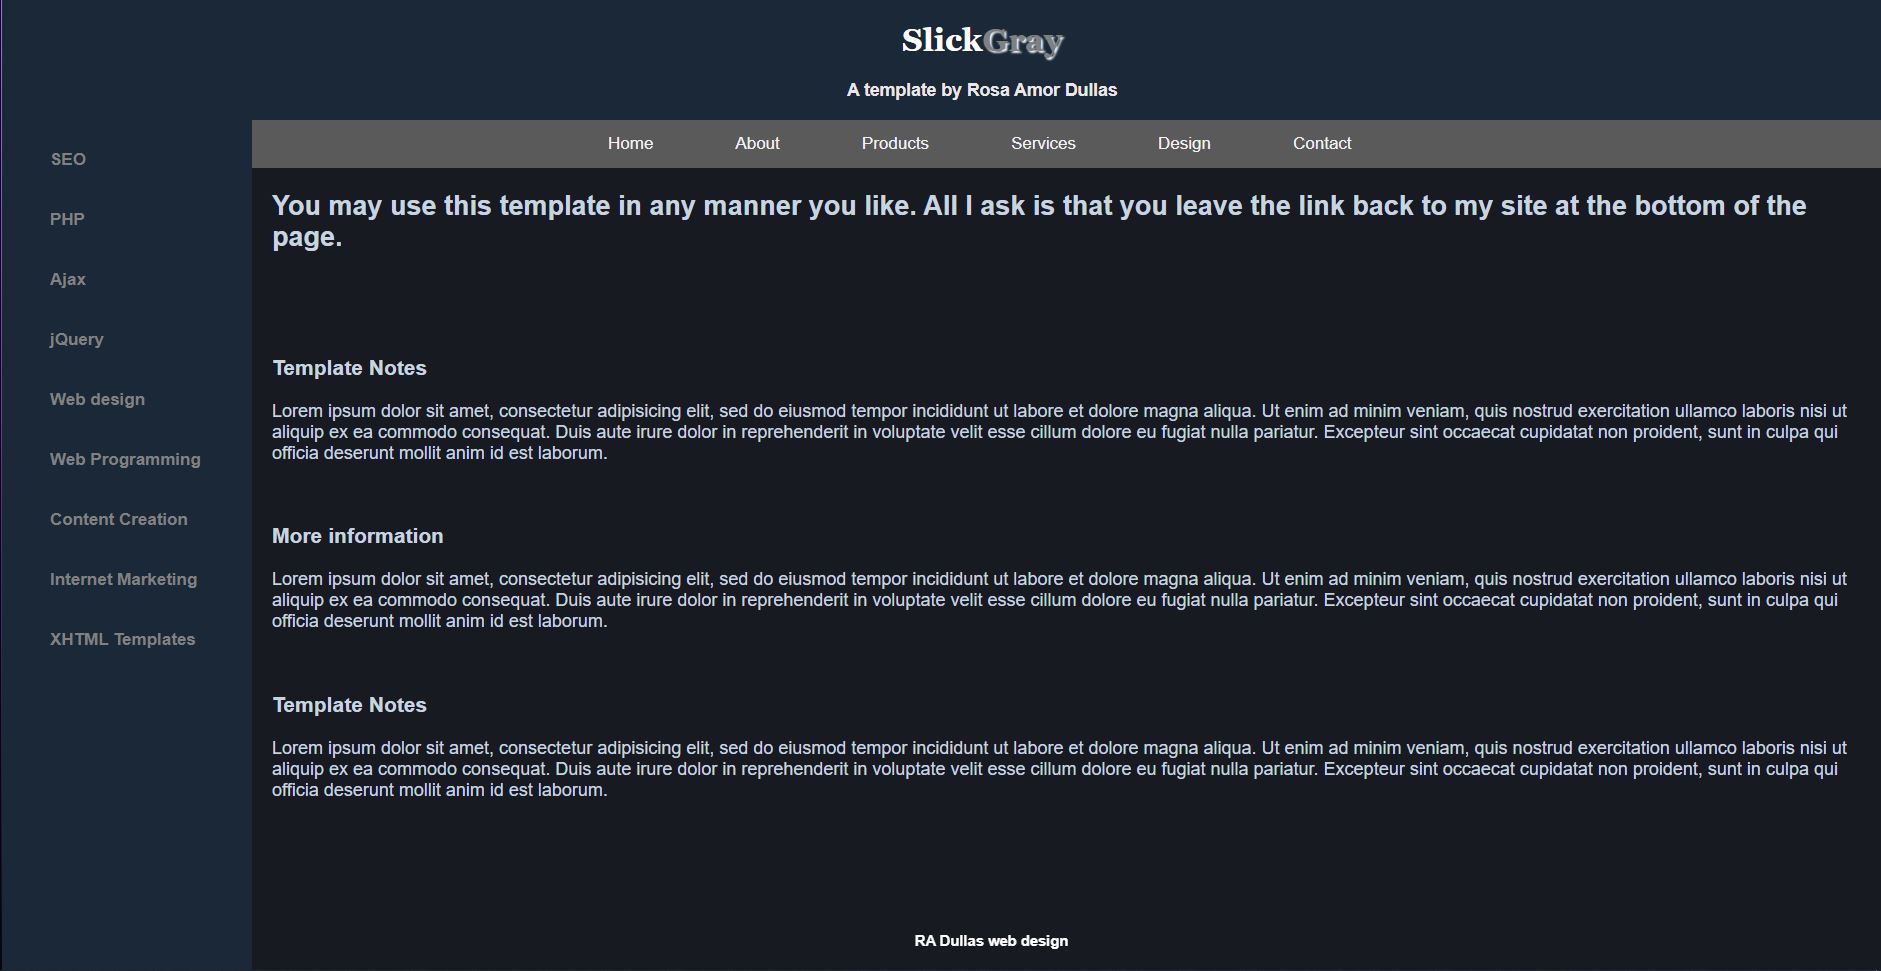 SlickGray
A template by Rosa Amor Dullas
Home About Products Services Design Contact
SEO
PHP
Ajax
jQuery
Web design
Web Programming
Content Creation
Internet Marketing
XHTML Templates
You may use this template in any manner you like. All I ask is that you leave the link back to my site at the bottom of the
page.
Template Notes
Lorem ipsum dolor sit amet, consectetur adipisicing elit, sed do eiusmod tempor incididunt ut labore et dolore magna aliqua. Ut enim ad minim veniam, quis nostrud exercitation ullamco laboris nisi ut
aliquip ex ea commodo consequat. Duis aute irure dolor in reprehenderit in voluptate velit esse cillum dolore eu fugiat nulla pariatur. Excepteur sint occaecat cupidatat non proident, sunt in culpa qui
officia deserunt mollit anim id est laborum.
More information
Lorem ipsum dolor sit amet, consectetur adipisicing elit, sed do eiusmod tempor incididunt ut labore et dolore magna aliqua. Ut enim ad minim veniam, quis nostrud exercitation ullamco laboris nisi ut
aliquip ex ea commodo consequat. Duis aute irure dolor in reprehenderit in voluptate velit esse cillum dolore eu fugiat nulla pariatur. Excepteur sint occaecat cupidatat non proident, sunt in culpa qui
officia deserunt mollit anim id est laborum.
Template Notes
Lorem ipsum dolor sit amet, consectetur adipisicing elit, sed do eiusmod tempor incididunt ut labore et dolore magna aliqua. Ut enim ad minim veniam, quis nostrud exercitation ullamco laboris nisi ut
aliquip ex ea commodo consequat. Duis aute irure dolor in reprehenderit in voluptate velit esse cillum dolore eu fugiat nulla pariatur. Excepteur sint occaecat cupidatat non proident, sunt in culpa qui
officia deserunt mollit anim id est laborum.
RA Dullas web design